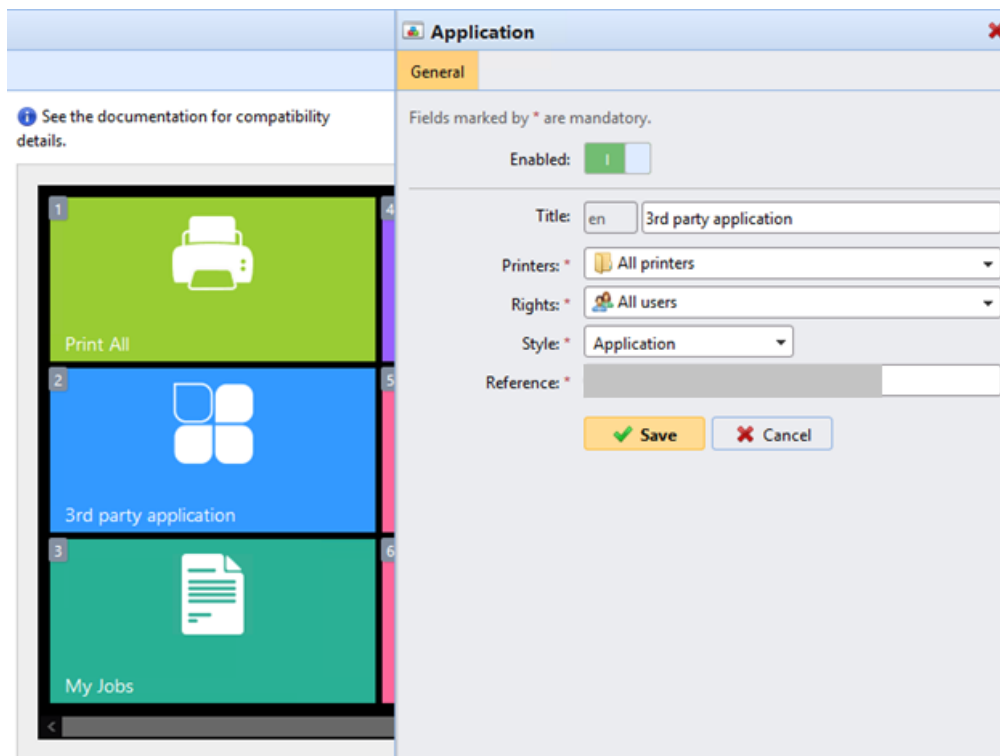 See the documentation for compatibility
details.
1
4
Print All
2
5
3rd party application
3
6
My Jobs
Application
General
Fields marked by * are mandatory.
Enabled:
Title: en 3rd party application
Printers: * All printers
Rights: * All users
Style: * Application
Reference: *
Save Cancel